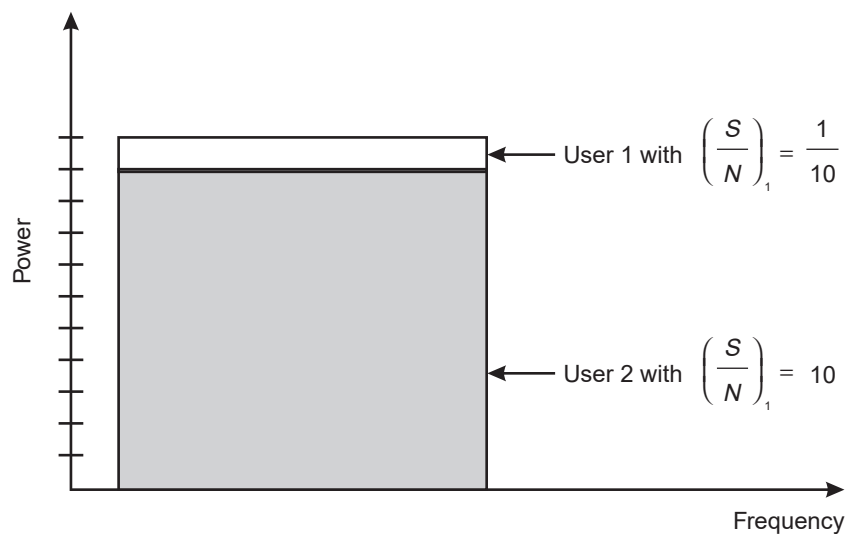 Power
User 1 with (S/N)₁ = 1/10
User 2 with (S/N)₁ = 10
Frequency